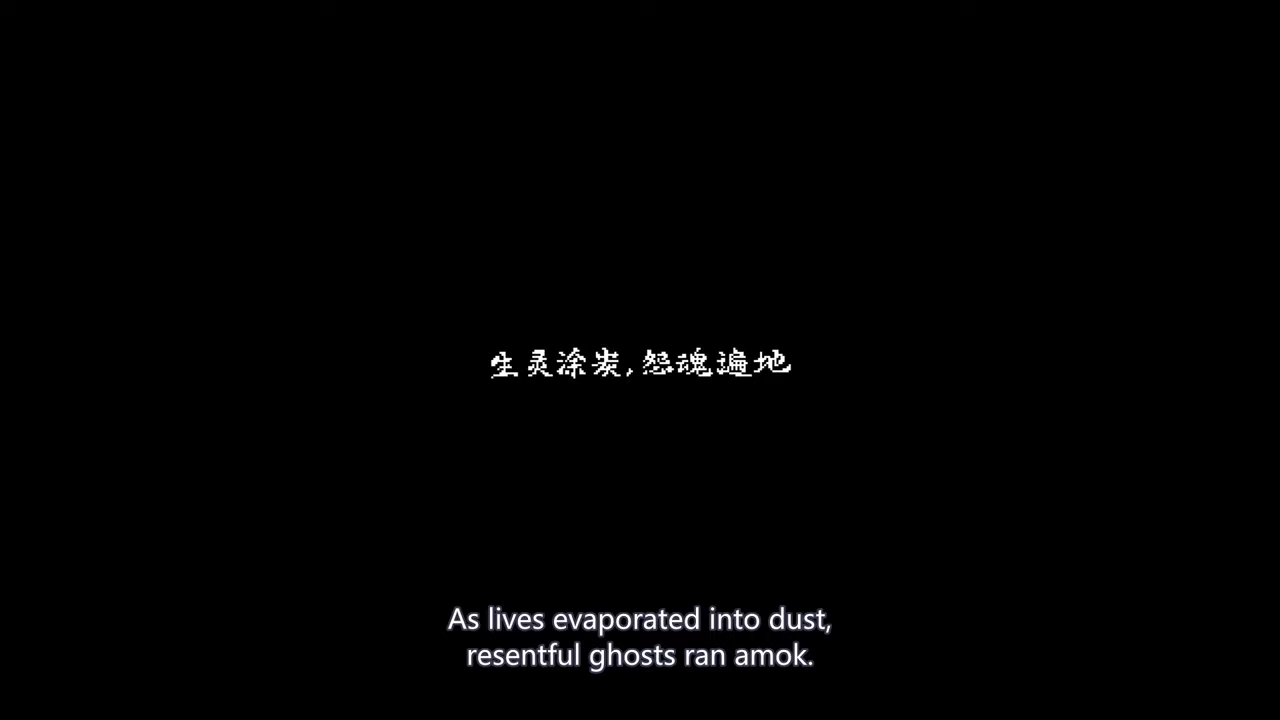 生灵涂炭,怨魂遍地
As lives evaporated into dust,
resentful ghosts ran amok.